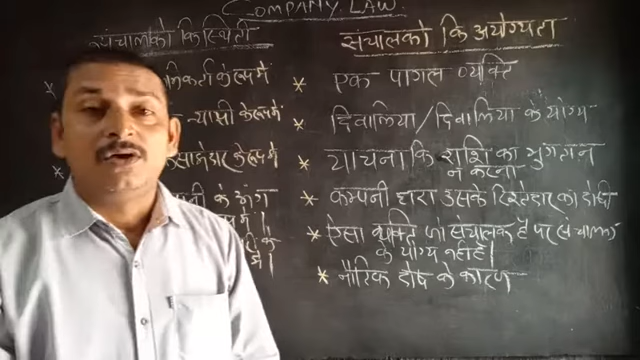 COMPANY LAW
संचालको कि स्थिती
के रूप मे
न्यासी के रूप मे
साझेदार के रूप मे
के अंग
मे।
संचालको कि अयोग्यता
* एक पागल व्यक्ति
* दिवालिया/दिवालिया के योग्य
* याचना कि राशि का भुगतान
न करना
* कम्पनी द्वारा उसके रिश्तेदार को दोषी
* ऐसा व्यक्ति जो संचालक है पर संचालक
के योग्य नही है।
* नौतिक दोष के कारण